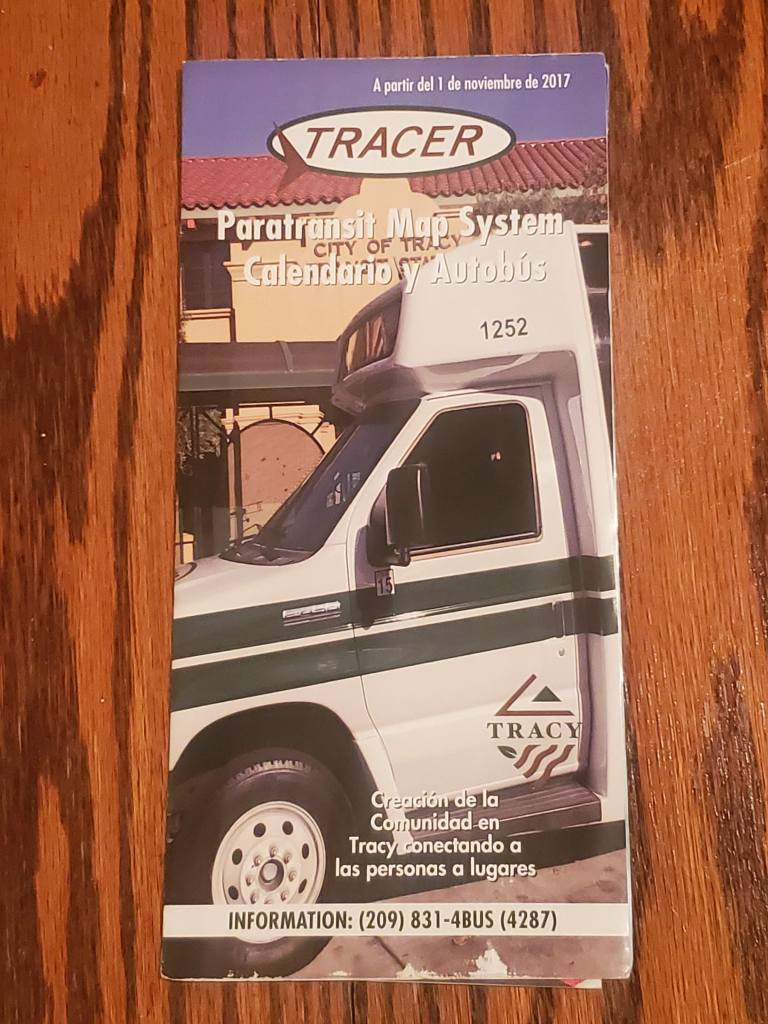 A partir del 1 de noviembre de 2017
TRACER
Paratransit Map System
CITY OF TRACY
Calendario y Autobús
1252
15
TRACY
Creación de la
Comunidad en
Tracy conectando a
las personas a lugares
INFORMATION: (209) 831-4BUS (4287)